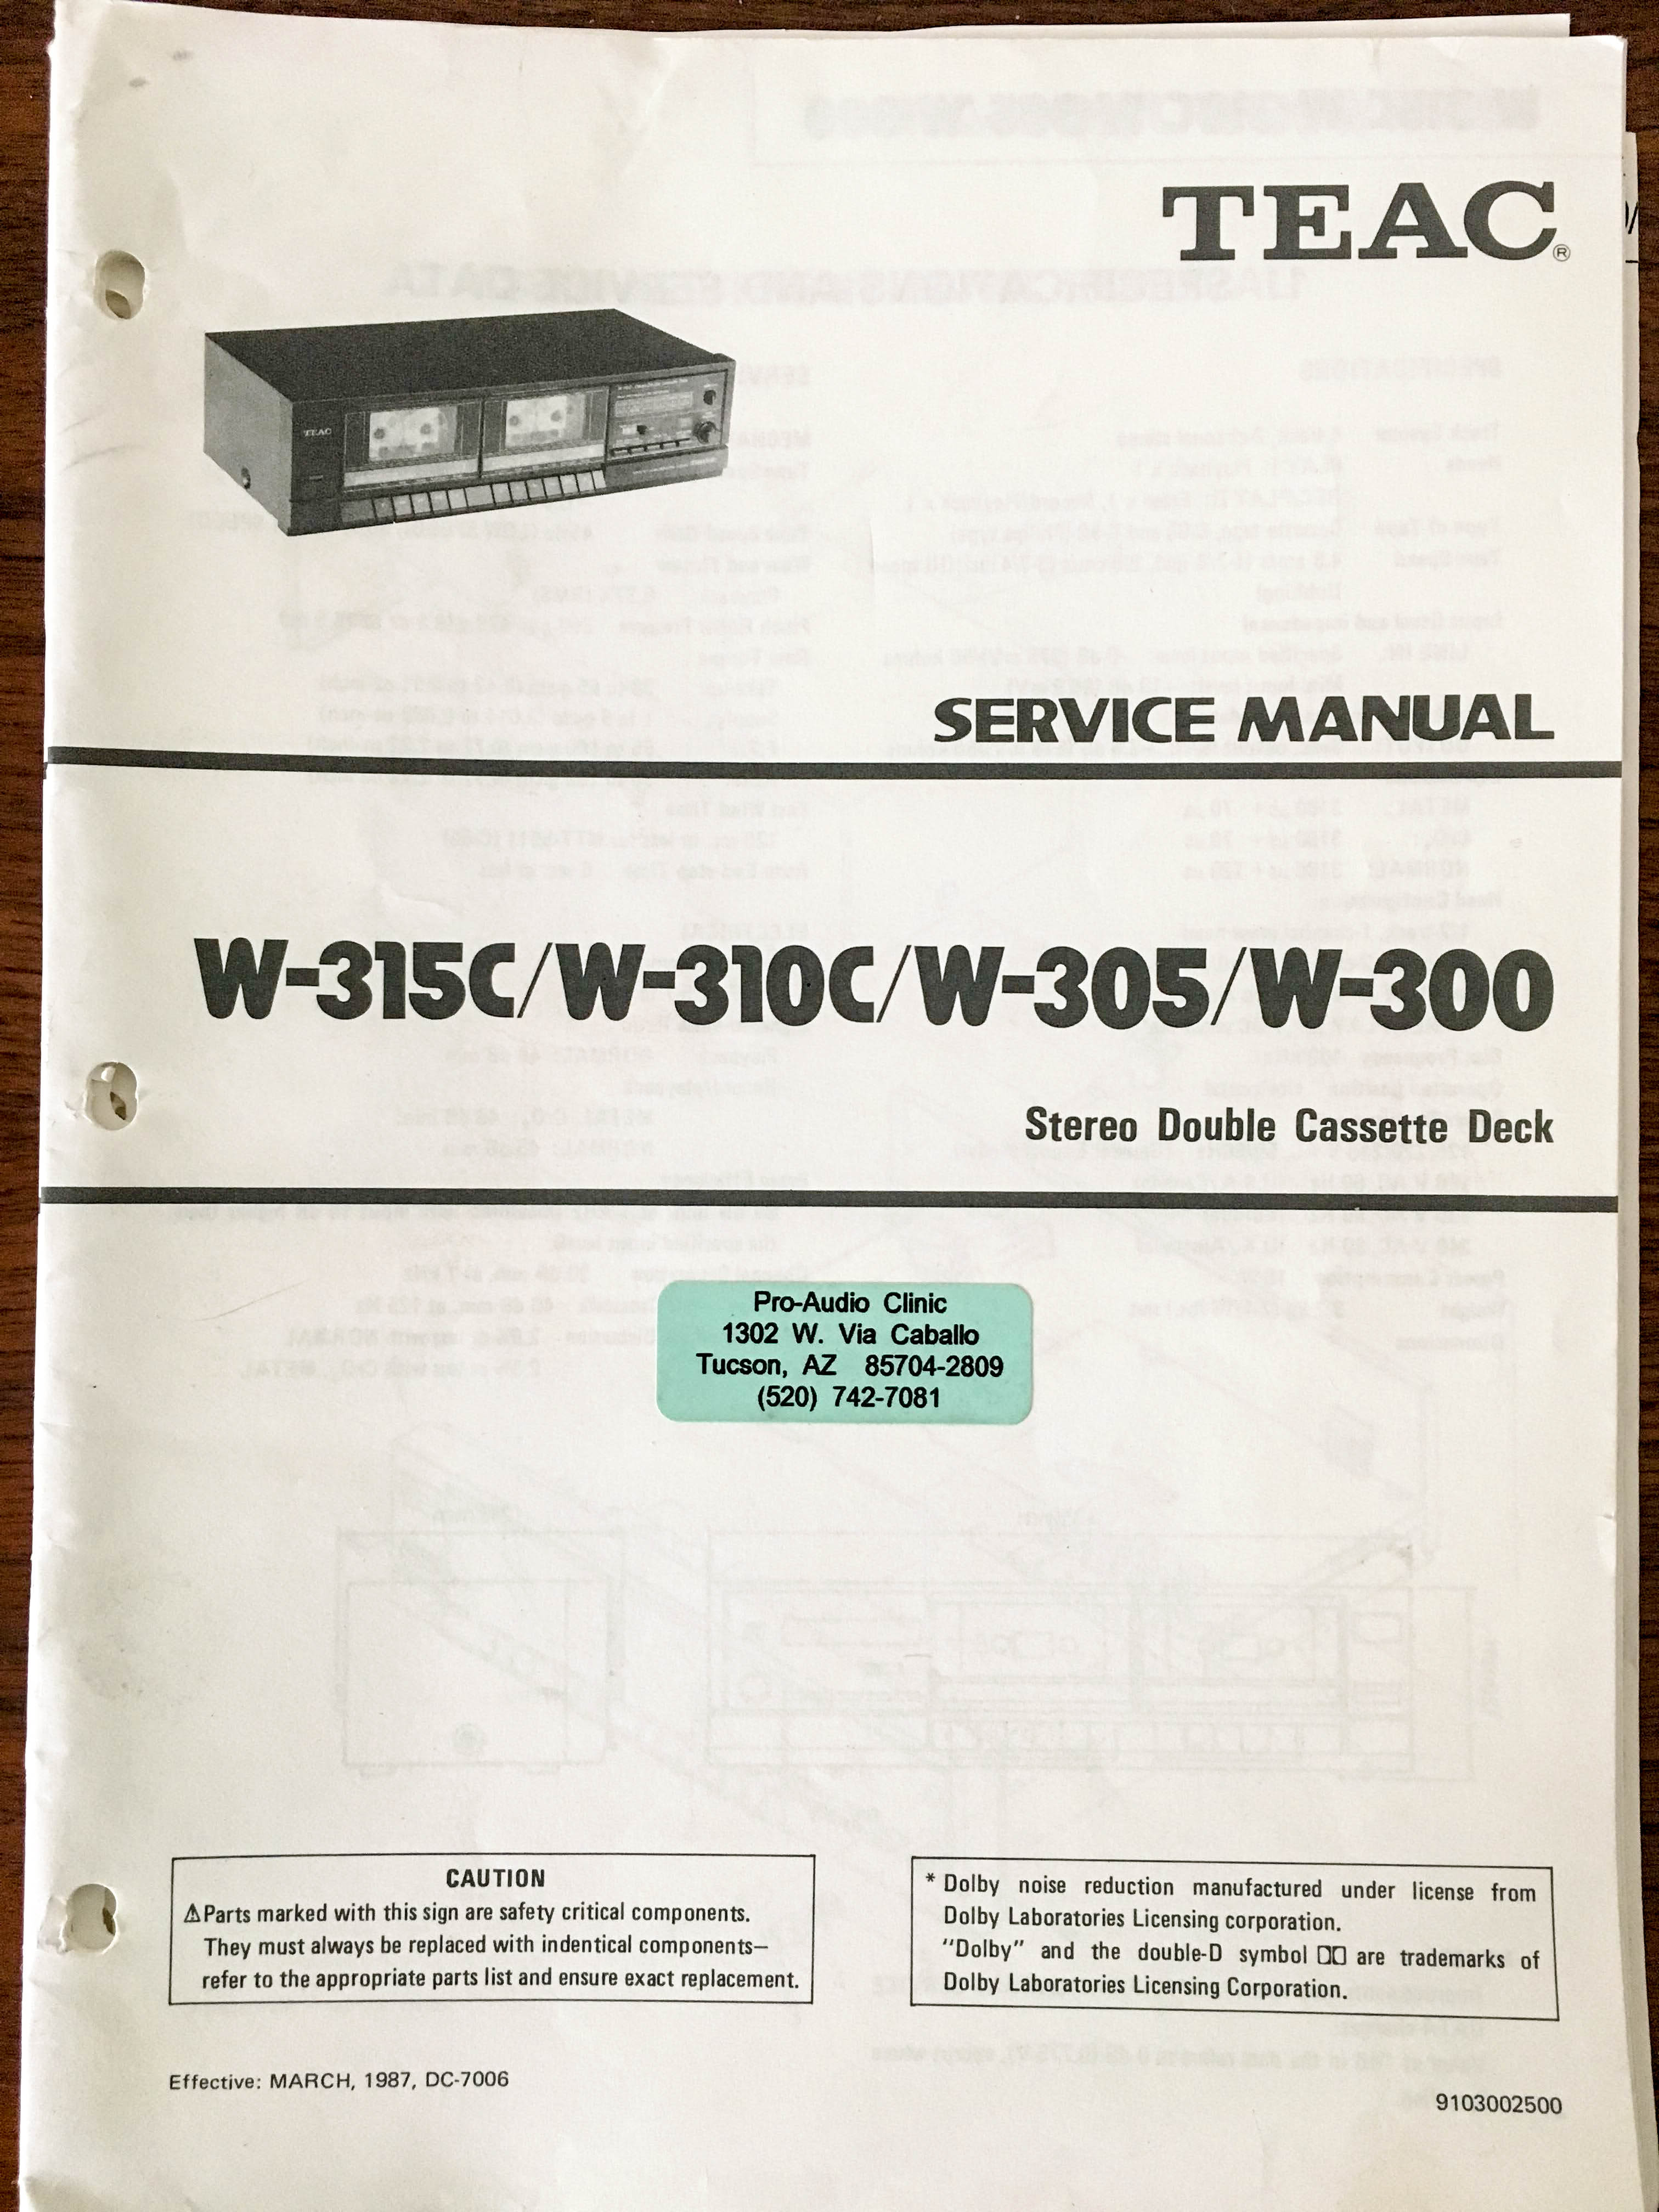 TEAC®
TEAC
SERVICE MANUAL
W-315C/W-310C/W-305/W-300
Stereo Double Cassette Deck
Pro-Audio Clinic
1302 W. Via Caballo
Tucson, AZ 85704-2809
(520) 742-7081
CAUTION
⚠Parts marked with this sign are safety critical components.
They must always be replaced with indentical components—
refer to the appropriate parts list and ensure exact replacement.
* Dolby noise reduction manufactured under license from
Dolby Laboratories Licensing corporation.
"Dolby" and the double-D symbol are trademarks of
Dolby Laboratories Licensing Corporation.
Effective: MARCH, 1987, DC-7006
9103002500